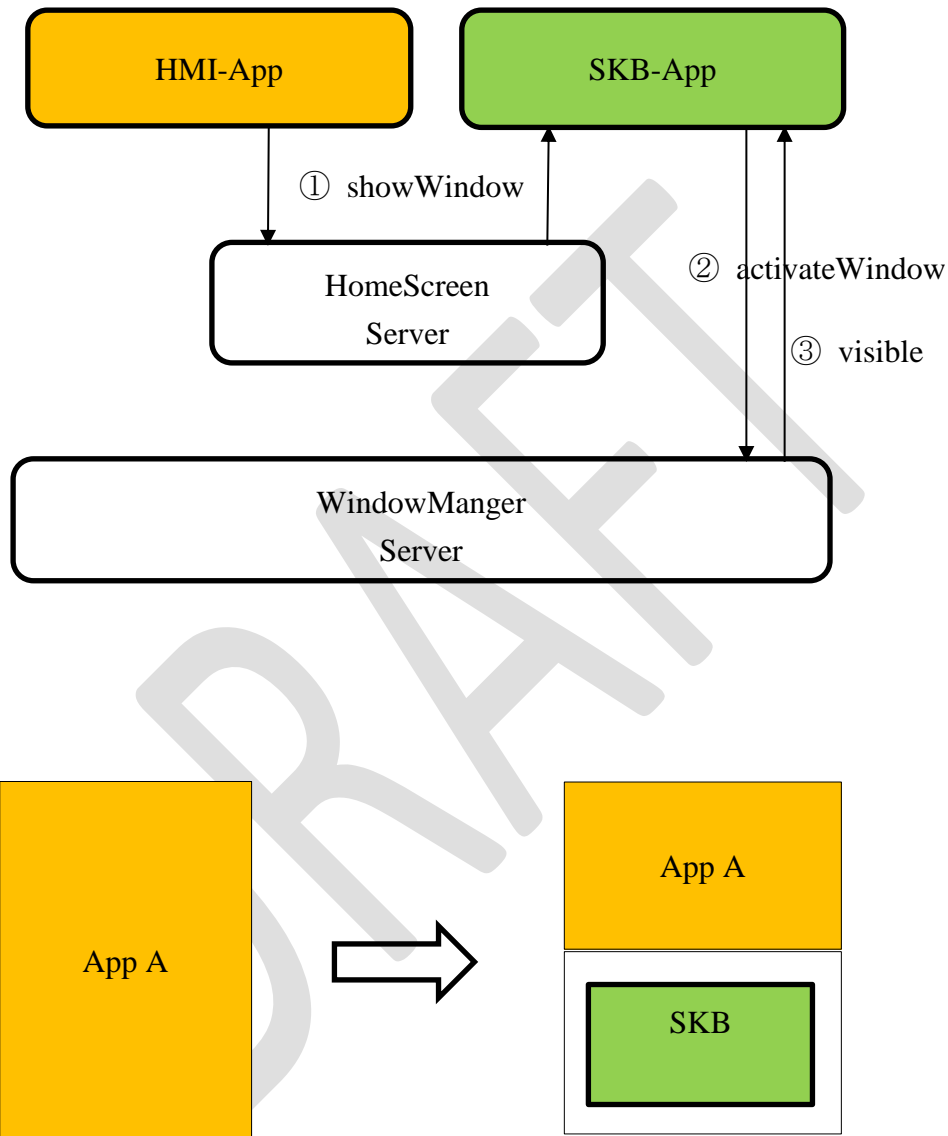 HMI-App
SKB-App
① showWindow
HomeScreen
Server
② activateWindow
③ visible
WindowManger
Server
DRAFT
App A
App A
SKB